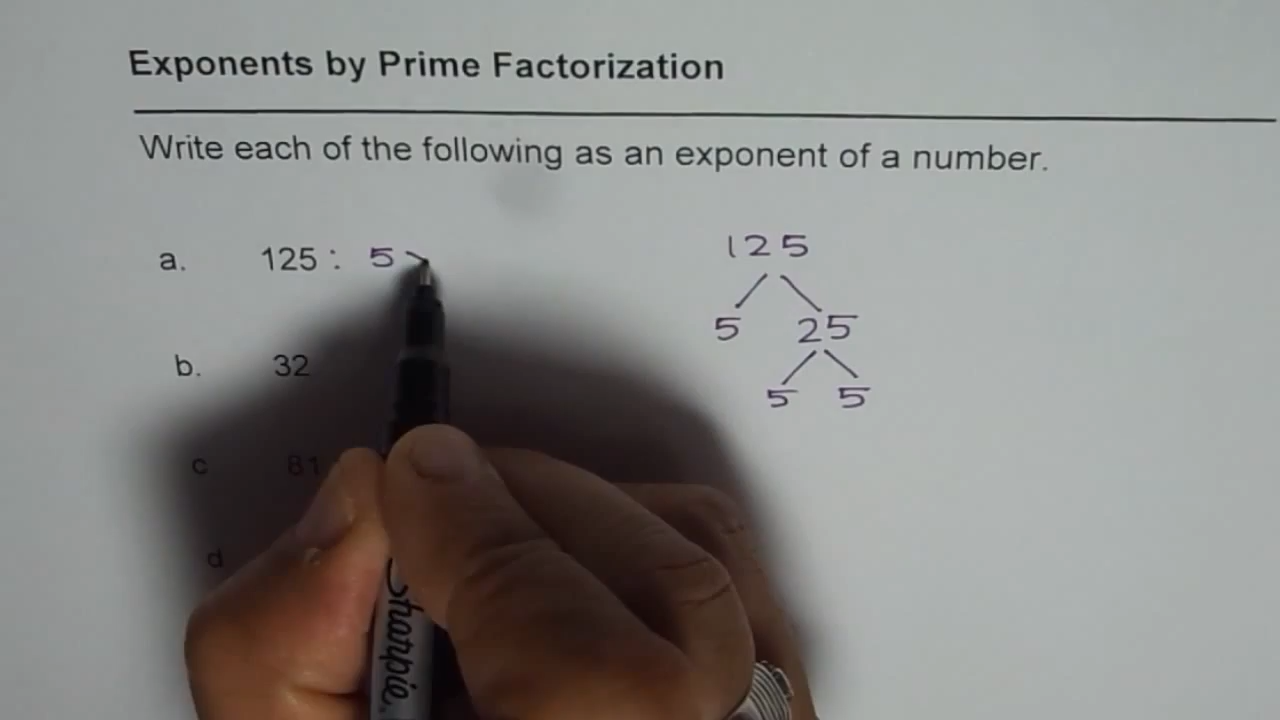 Exponents by Prime Factorization
Write each of the following as an exponent of a number.
a. 125 : 5
125
5 25
5 5
b. 32
c 81
d
Sharpie.